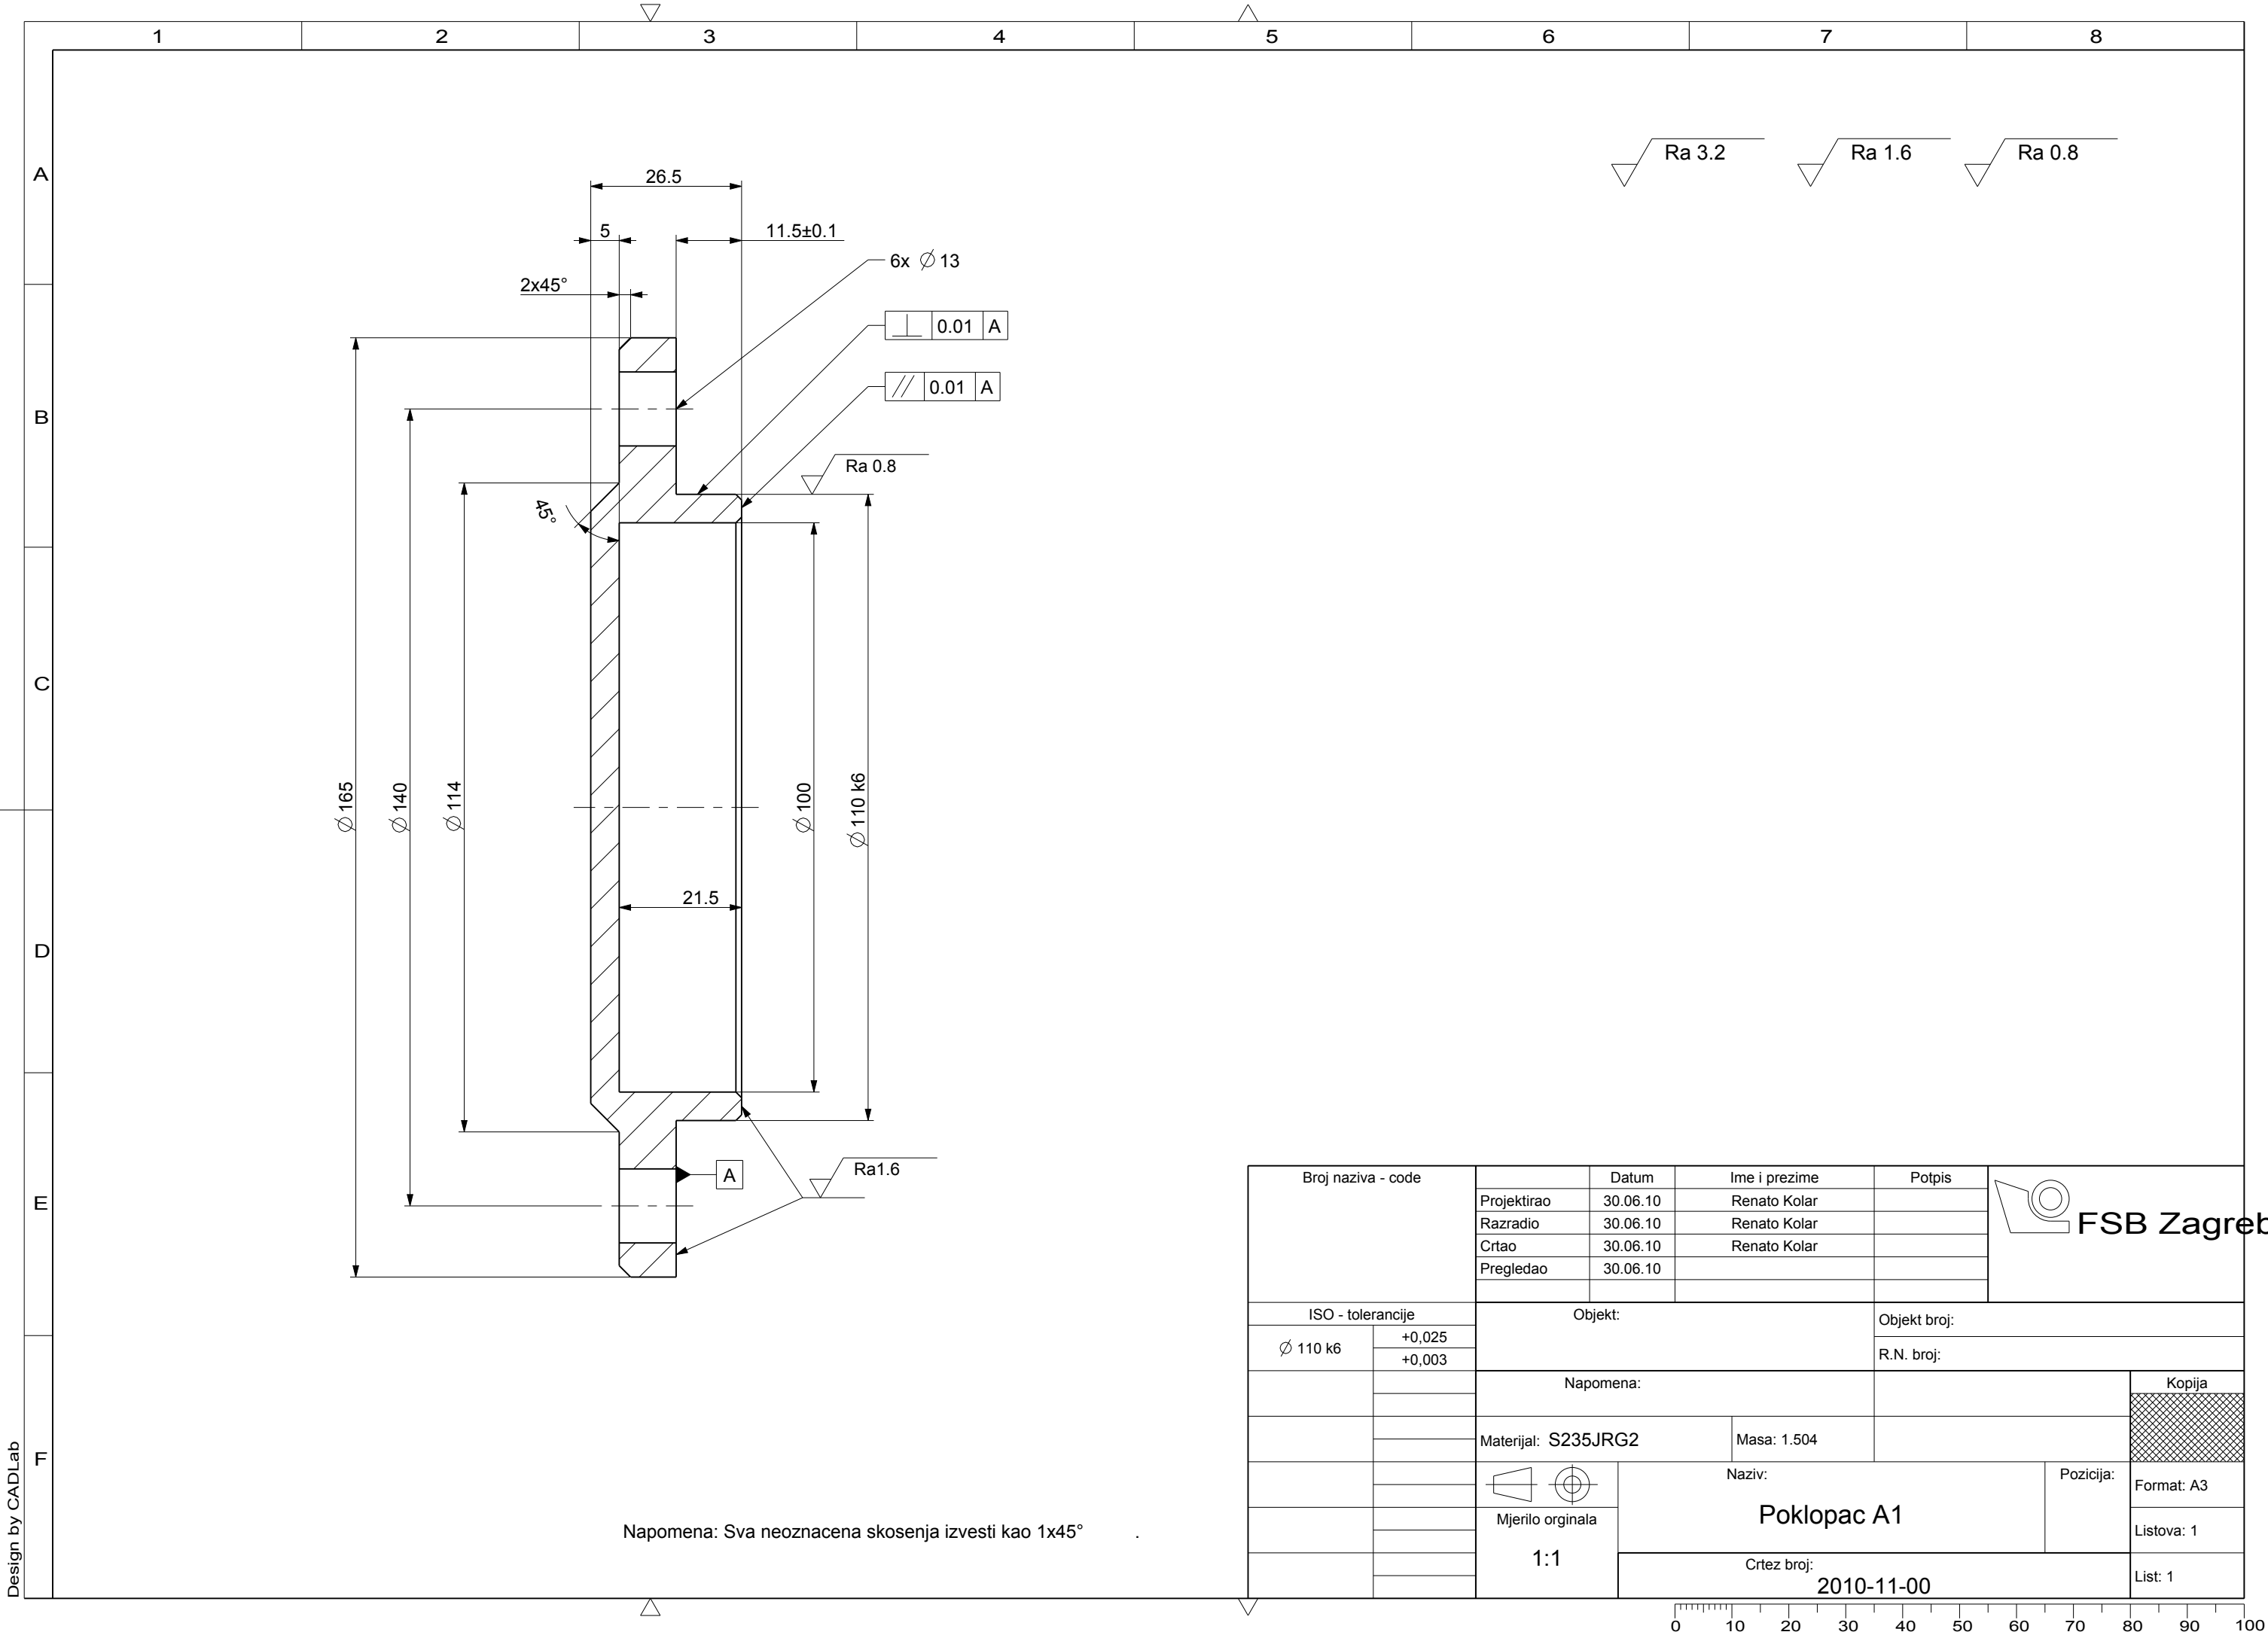 1 2 3 4 5 6 7 8
A
B
C
D
E
F
Ra 3.2 Ra 1.6 Ra 0.8
26.5
5
11.5±0.1
6x ∅ 13
2x45°
⊥ 0.01 A
// 0.01 A
Ra 0.8
45°
∅ 165
∅ 140
∅ 114
∅ 100
∅ 110 k6
21.5
A
Ra1.6
Napomena: Sva neoznacena skosenja izvesti kao 1x45° .
Design by CADLab
Broj naziva - code
Datum Ime i prezime Potpis
Projektirao 30.06.10 Renato Kolar
Razradio 30.06.10 Renato Kolar
Crtao 30.06.10 Renato Kolar
Pregledao 30.06.10
FSB Zagreb
ISO - tolerancije
∅ 110 k6
+0,025
+0,003
Objekt:
Objekt broj:
R.N. broj:
Napomena:
Kopija
Materijal: S235JRG2
Masa: 1.504
Naziv:
Poklopac A1
Pozicija:
Format: A3
Mjerilo orginala
1:1
Listova: 1
Crtez broj:
2010-11-00
List: 1
0 10 20 30 40 50 60 70 80 90 100